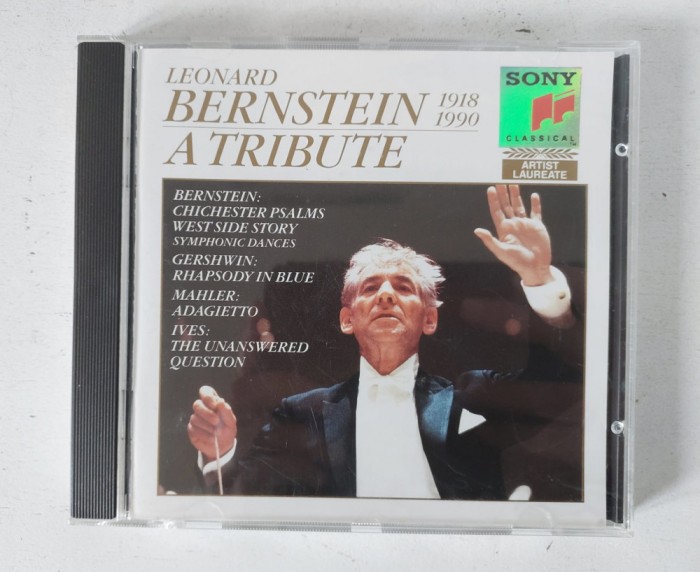 LEONARD
BERNSTEIN 1918
1990
A TRIBUTE
SONY
CLASSICAL
ARTIST
LAUREATE
BERNSTEIN:
CHICHESTER PSALMS
WEST SIDE STORY
SYMPHONIC DANCES
GERSHWIN:
RHAPSODY IN BLUE
MAHLER:
ADAGIETTO
IVES:
THE UNANSWERED
QUESTION